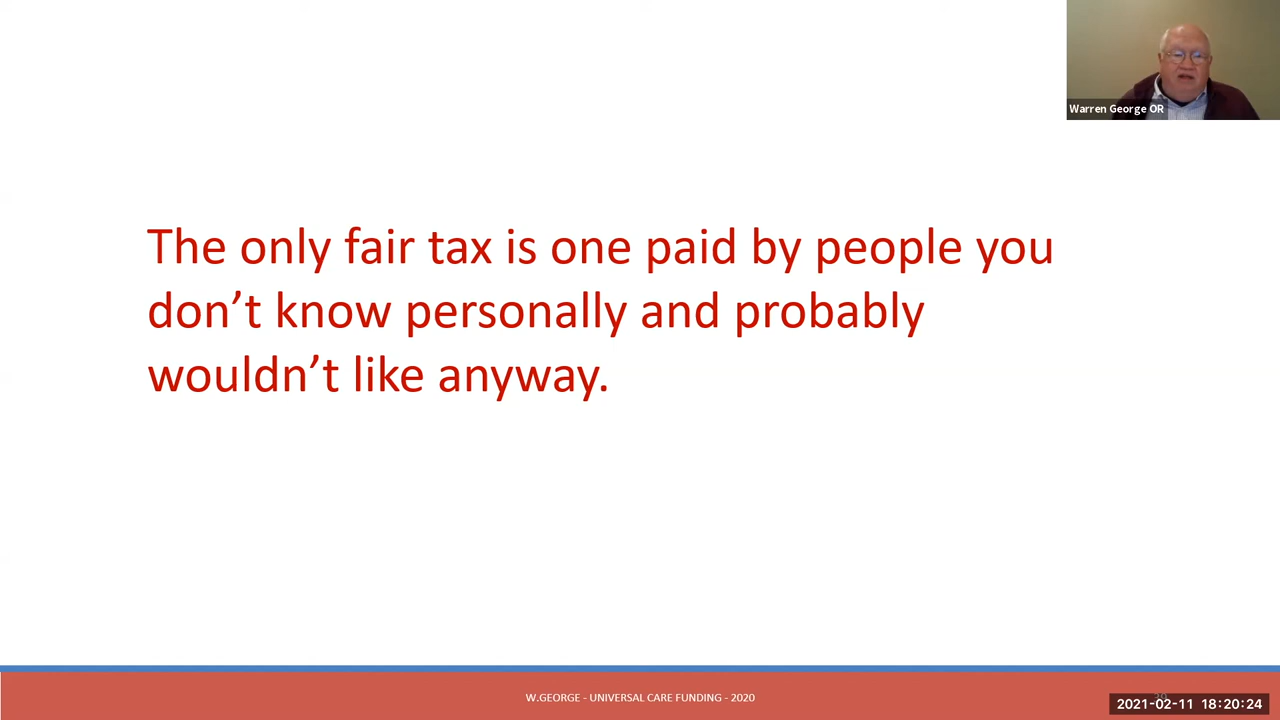 Warren George OR
The only fair tax is one paid by people you
don’t know personally and probably
wouldn’t like anyway.
W.GEORGE - UNIVERSAL CARE FUNDING - 2020
2021-02-11 18:20:24